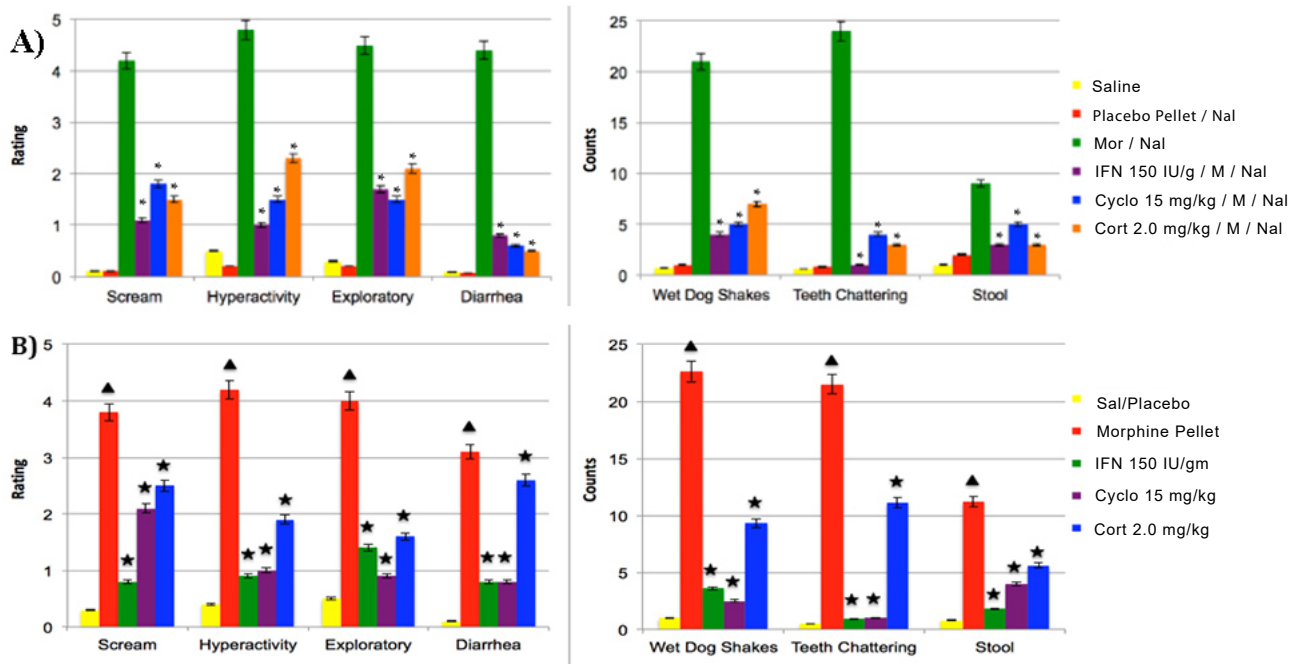 A)
Rating
5
4
3
2
1
0
Scream Hyperactivity Exploratory Diarrhea
Counts
25
20
15
10
5
0
Wet Dog Shakes Teeth Chattering Stool
Saline
Placebo Pellet / Nal
Mor / Nal
IFN 150 IU/g / M / Nal
Cyclo 15 mg/kg / M / Nal
Cort 2.0 mg/kg / M / Nal
B)
Rating
5
4
3
2
1
0
Scream Hyperactivity Exploratory Diarrhea
Counts
25
20
15
10
5
0
Wet Dog Shakes Teeth Chattering Stool
Sal/Placebo
Morphine Pellet
IFN 150 IU/gm
Cyclo 15 mg/kg
Cort 2.0 mg/kg